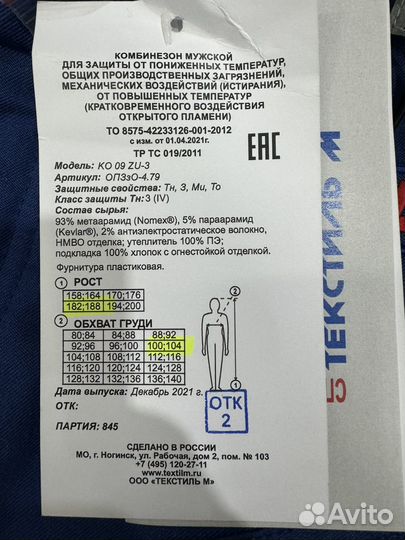 КОМБИНЕЗОН МУЖСКОЙ
ДЛЯ ЗАЩИТЫ ОТ ПОНИЖЕННЫХ ТЕМПЕРАТУР,
ОБЩИХ ПРОИЗВОДСТВЕННЫХ ЗАГРЯЗНЕНИЙ,
МЕХАНИЧЕСКИХ ВОЗДЕЙСТВИЙ (ИСТИРАНИЯ),
ОТ ПОВЫШЕННЫХ ТЕМПЕРАТУР
(КРАТКОВРЕМЕННОГО ВОЗДЕЙСТВИЯ
ОТКРЫТОГО ПЛАМЕНИ)
ТО 8575-42233126-001-2012
с изм. от 01.04.2021г.
ТР ТС 019/2011
ЕАС
Модель: KO 09 ZU-3
Артикул: ОПЗзО-4.79
Защитные свойства: Тн, З, Ми, То
Класс защиты Тн: 3 (IV)
Состав сырья:
93% метаарамид (Nomex®), 5% параарамид
(Kevlar®), 2% антиэлектростатическое волокно,
НМВО отделка; утеплитель 100% ПЭ;
подкладка 100% хлопок с огнестойкой отделкой.
Фурнитура пластиковая.
1 РОСТ
158;164 170;176
182;188 194;200
2 ОБХВАТ ГРУДИ
80;84 84;88 88;92
92;96 96;100 100;104
104;108 108;112 112;116
116;120 120;124 124;128
128;132 132;136 136;140
2
1
Дата выпуска: Декабрь 2021 г.
ОТК:
ОТК
2
ПАРТИЯ: 845
СДЕЛАНО В РОССИИ
МО, г. Ногинск, ул. Рабочая, дом 2, пом. № 103
+7 (495) 120-27-11
www.textilm.ru
ООО «ТЕКСТИЛЬ М»
ТЕКСТИЛЬ М
Avito